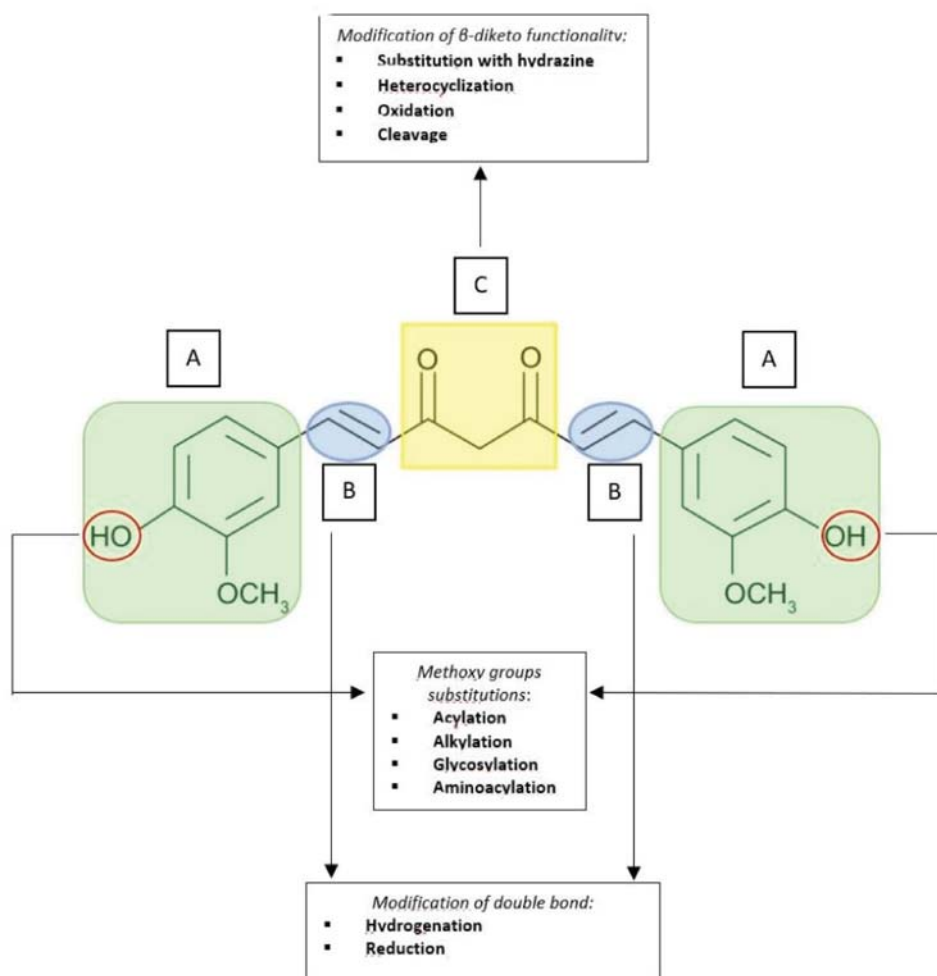 Modification of β-diketo functionality:
▪ Substitution with hydrazine
▪ Heterocyclization
▪ Oxidation
▪ Cleavage
C
A
A
O
O
B
B
HO
OH
OCH₃
OCH₃
Methoxy groups
substitutions:
▪ Acylation
▪ Alkylation
▪ Glycosylation
▪ Aminoacylation
Modification of double bond:
▪ Hydrogenation
▪ Reduction